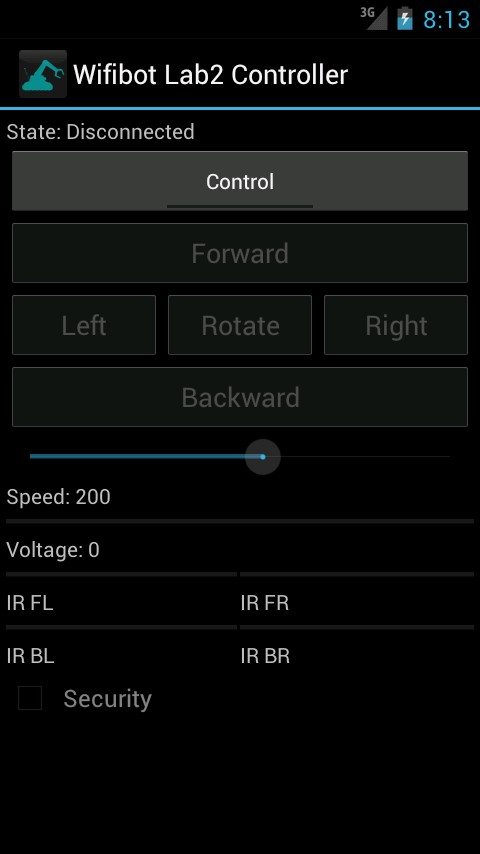 3G 8:13
Wifibot Lab2 Controller
State: Disconnected
Control
Forward
Left Rotate Right
Backward
Speed: 200
Voltage: 0
IR FL IR FR
IR BL IR BR
Security